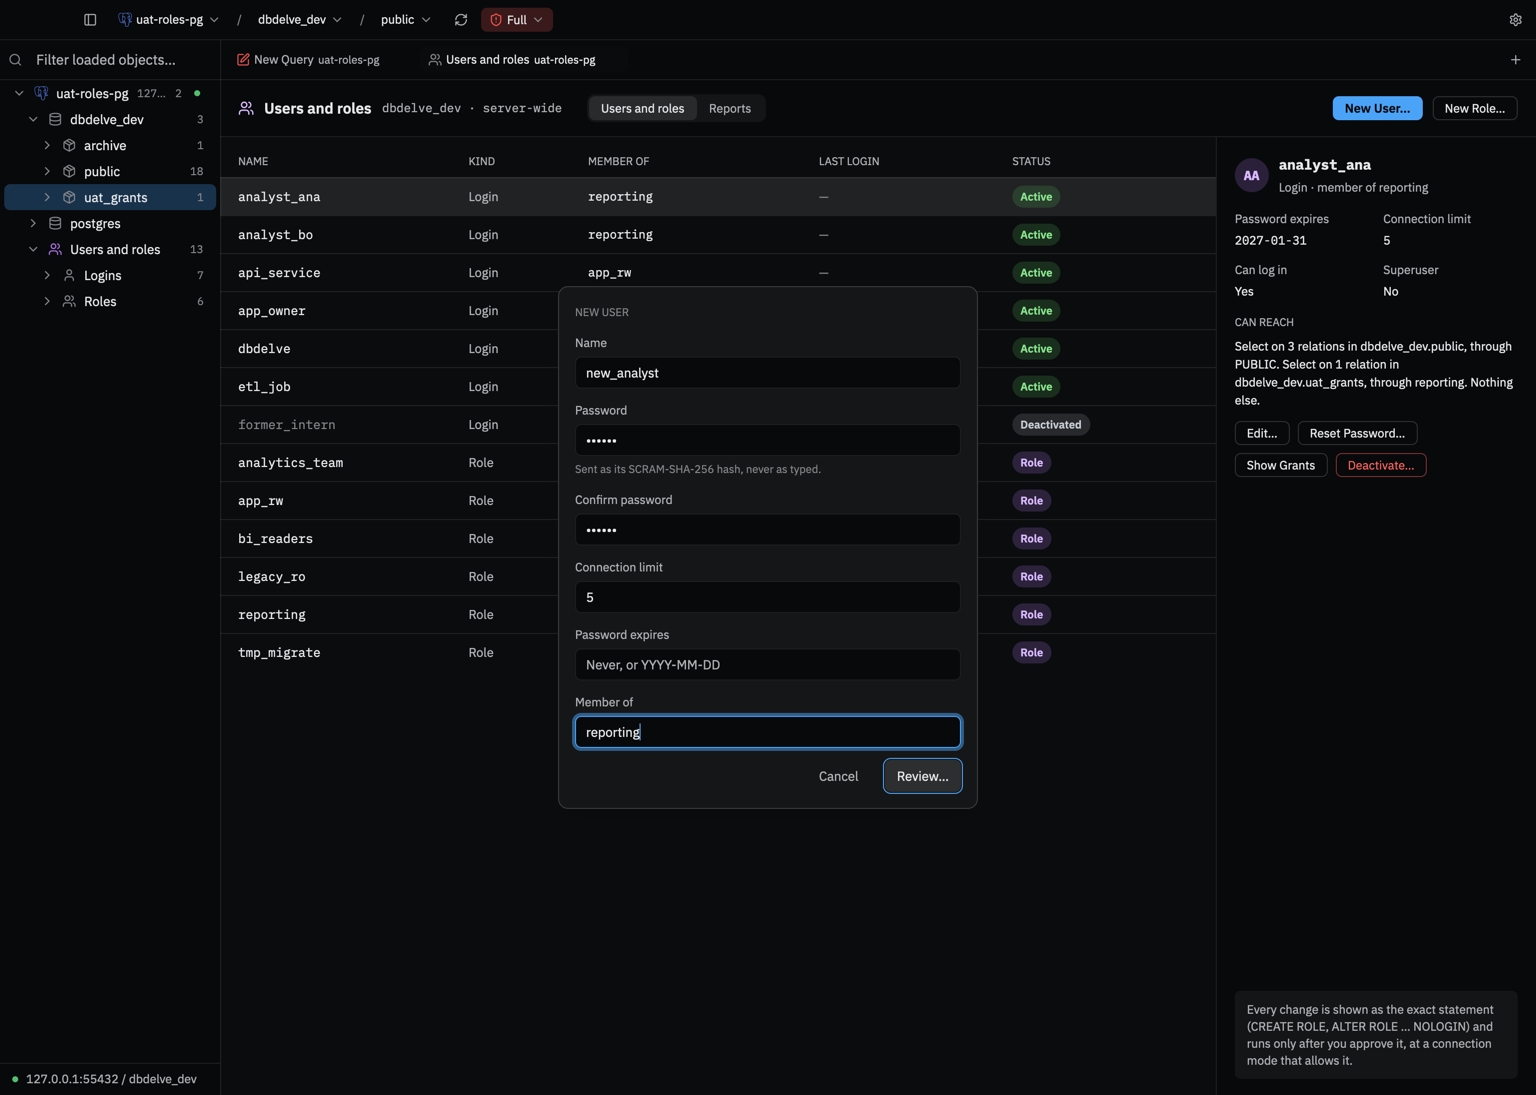 uat-roles-pg / dbdelve_dev / public Full
Filter loaded objects...
New Query uat-roles-pg
Users and roles uat-roles-pg
uat-roles-pg 127... 2
dbdelve_dev 3
archive 1
public 18
uat_grants 1
postgres
Users and roles 13
Logins 7
Roles 6
127.0.0.1:55432 / dbdelve_dev
Users and roles dbdelve_dev · server-wide
Users and roles Reports
New User... New Role...
NAME KIND MEMBER OF LAST LOGIN STATUS
analyst_ana Login reporting — Active
analyst_bo Login reporting — Active
api_service Login app_rw — Active
app_owner Login Active
dbdelve Login Active
etl_job Login Active
former_intern Login Deactivated
analytics_team Role Role
app_rw Role Role
bi_readers Role Role
legacy_ro Role Role
reporting Role Role
tmp_migrate Role Role
NEW USER
Name
new_analyst
Password
••••••
Sent as its SCRAM-SHA-256 hash, never as typed.
Confirm password
••••••
Connection limit
5
Password expires
Never, or YYYY-MM-DD
Member of
reporting
Cancel Review...
AA
analyst_ana
Login · member of reporting
Password expires Connection limit
2027-01-31 5
Can log in Superuser
Yes No
CAN REACH
Select on 3 relations in dbdelve_dev.public, through
PUBLIC. Select on 1 relation in
dbdelve_dev.uat_grants, through reporting. Nothing
else.
Edit... Reset Password...
Show Grants Deactivate...
Every change is shown as the exact statement
(CREATE ROLE, ALTER ROLE ... NOLOGIN) and
runs only after you approve it, at a connection
mode that allows it.